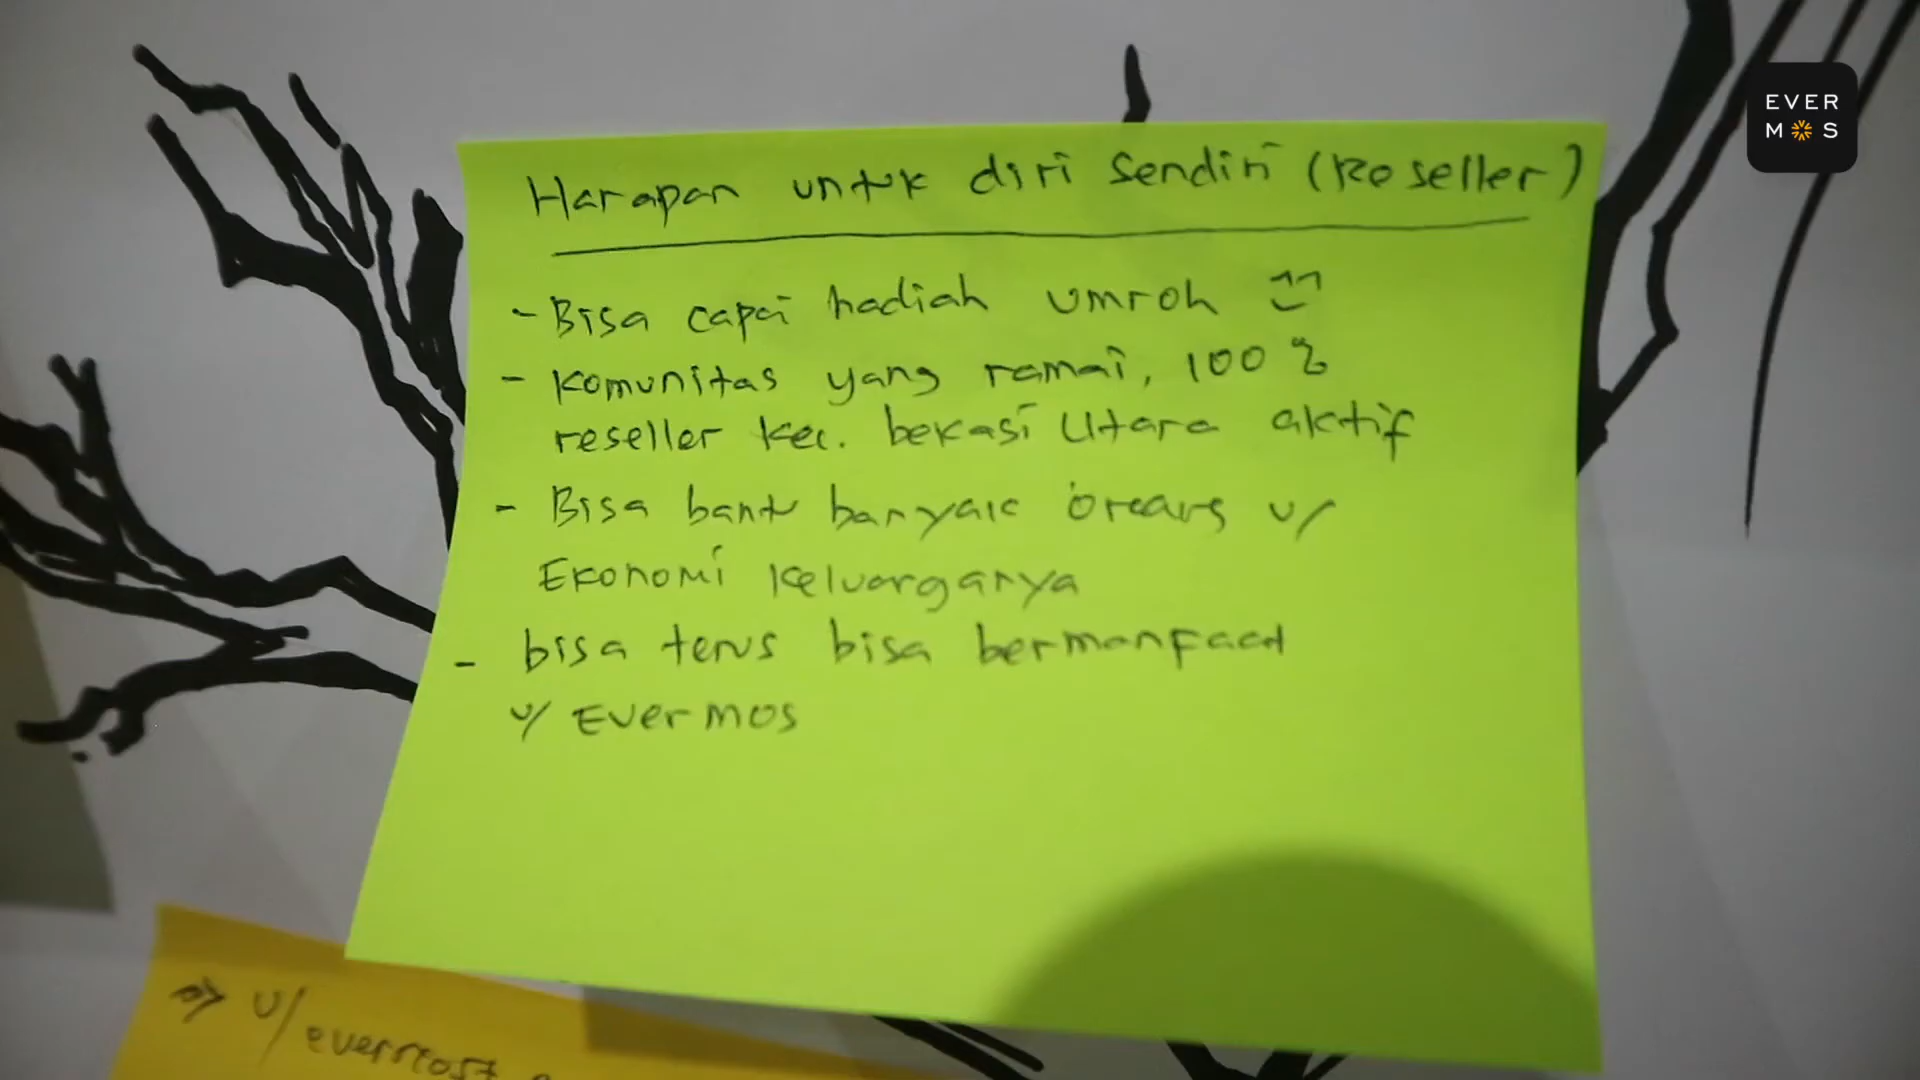 EVER
MOS
Harapan untuk diri sendiri (Reseller)
- Bisa capai hadiah umroh
- Komunitas yang ramai, 100%
reseller kec. bekasi Utara aktif
- Bisa bantu banyak orang u/
Ekonomi keluarganya
- bisa terus bisa bermanfaat
u/ Evermos
=> u/